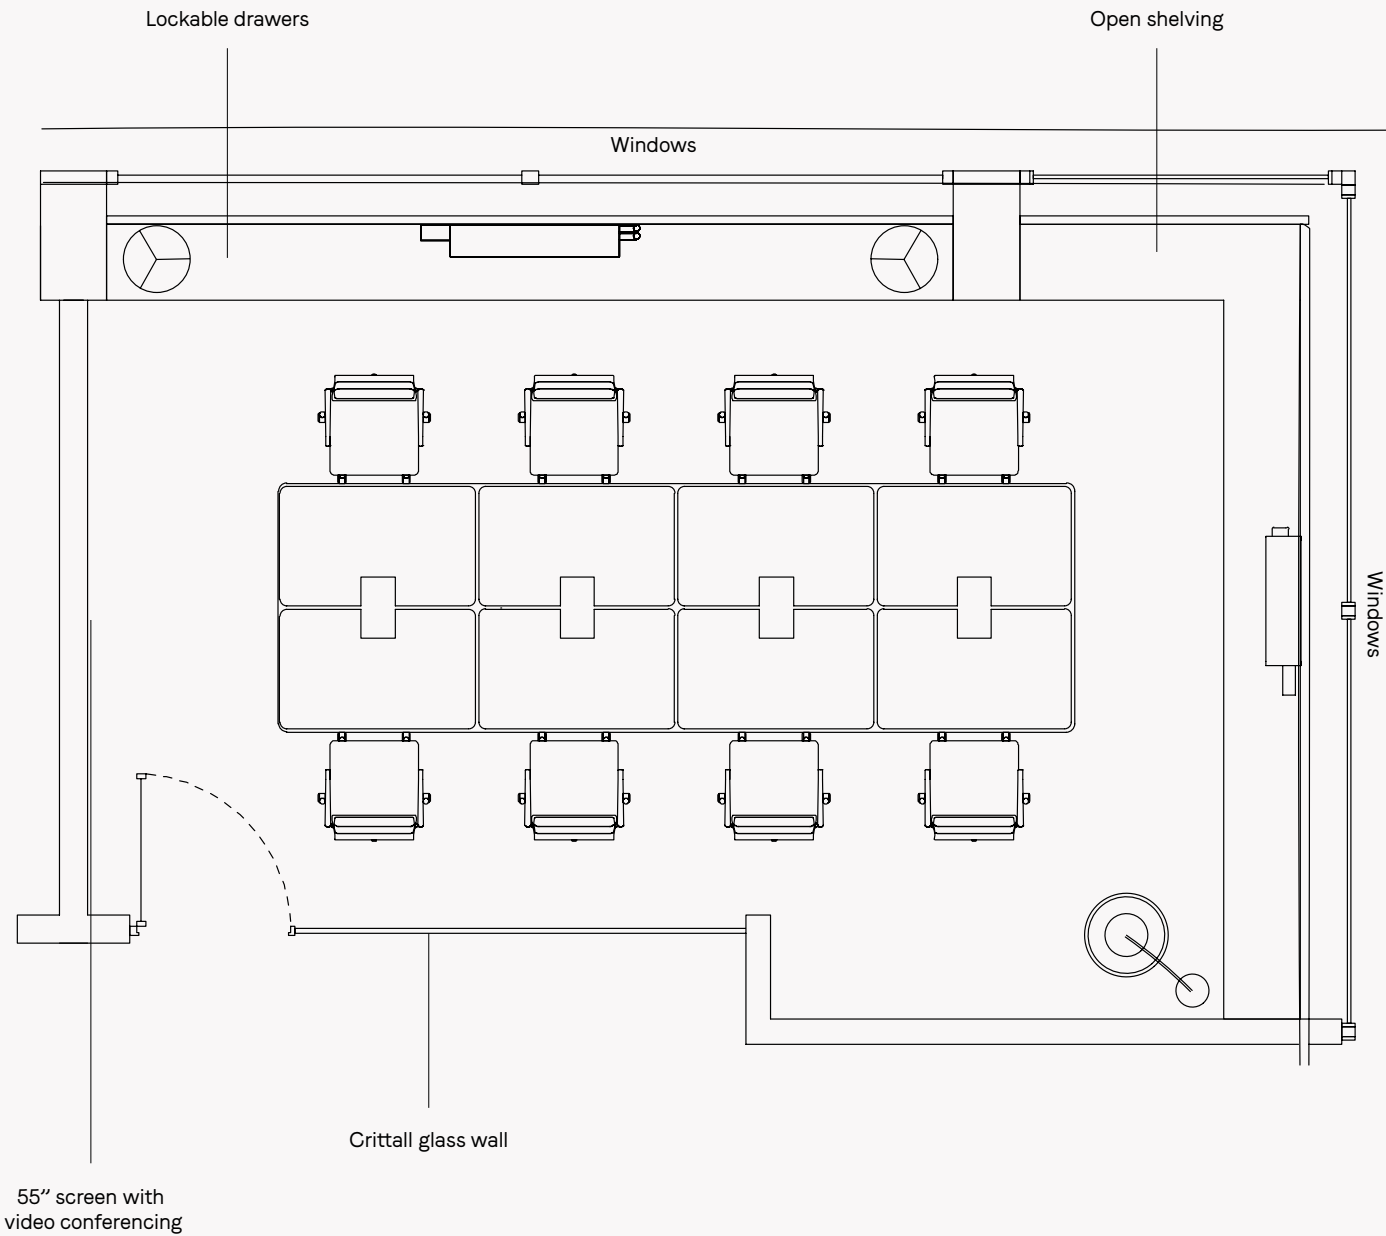 Lockable drawers
Open shelving
Windows
Windows
Crittall glass wall
55” screen with
video conferencing